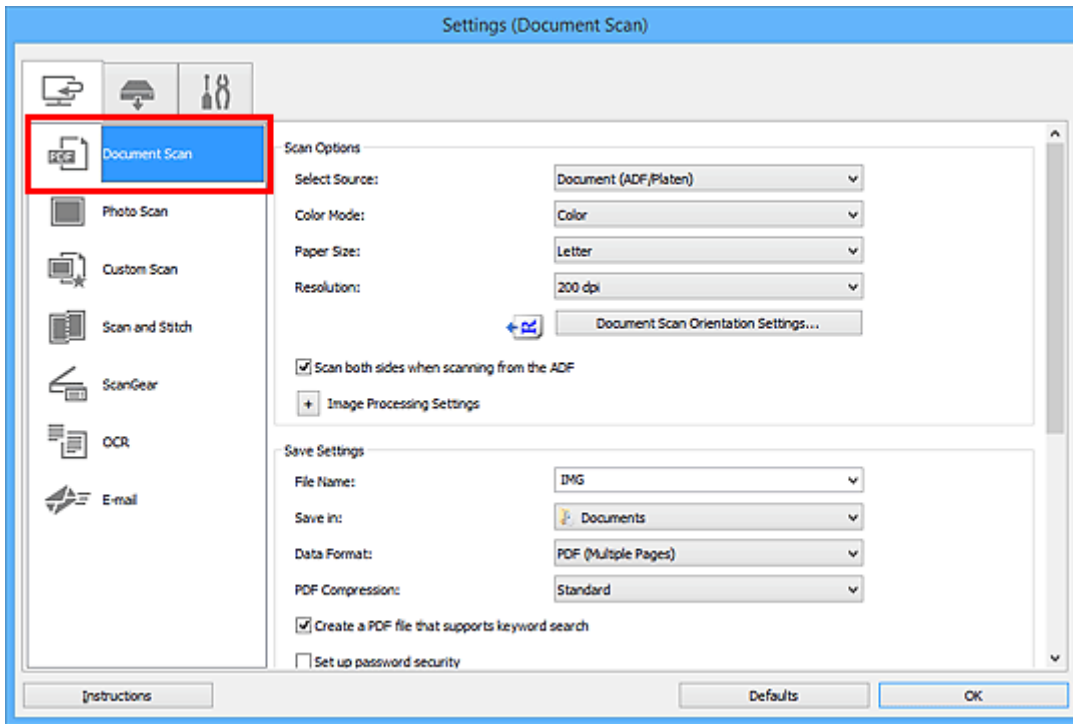 Settings (Document Scan)
PDF
Document Scan
Photo Scan
Custom Scan
Scan and Stitch
ScanGear
OCR
E-mail
Scan Options
Select Source: Document (ADF/Platen)
Color Mode: Color
Paper Size: Letter
Resolution: 200 dpi
R Document Scan Orientation Settings...
Scan both sides when scanning from the ADF
+ Image Processing Settings
Save Settings
File Name: IMG
Save in: Documents
Data Format: PDF (Multiple Pages)
PDF Compression: Standard
Create a PDF file that supports keyword search
Set up password security
Instructions Defaults OK